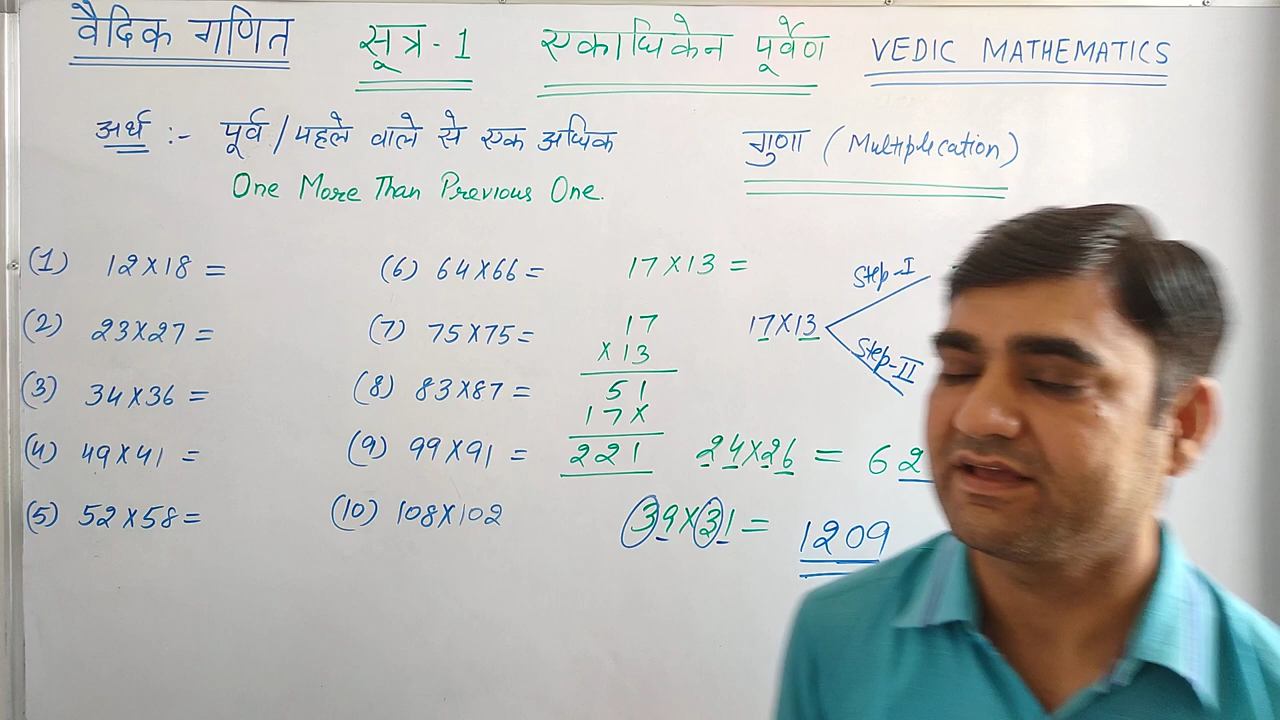 वैदिक गणित सूत्र-1 एकाधिकेन पूर्वेण VEDIC MATHEMATICS
अर्थ :- पूर्व/पहले वाले से एक अधिक गुणा (Multiplication)
One More Than Previous One.
(1) 12X18 =
(2) 23X27=
(3) 34X36 =
(4) 49X41 =
(5) 52X58=
(6) 64X66=
(7) 75X75=
(8) 83X87 =
(9) 99X91 =
(10) 108X102
17X13 =
17
X13
51
17X
221
17X13
Step-I
Step-II
24X26 = 62
39X31 = 1209